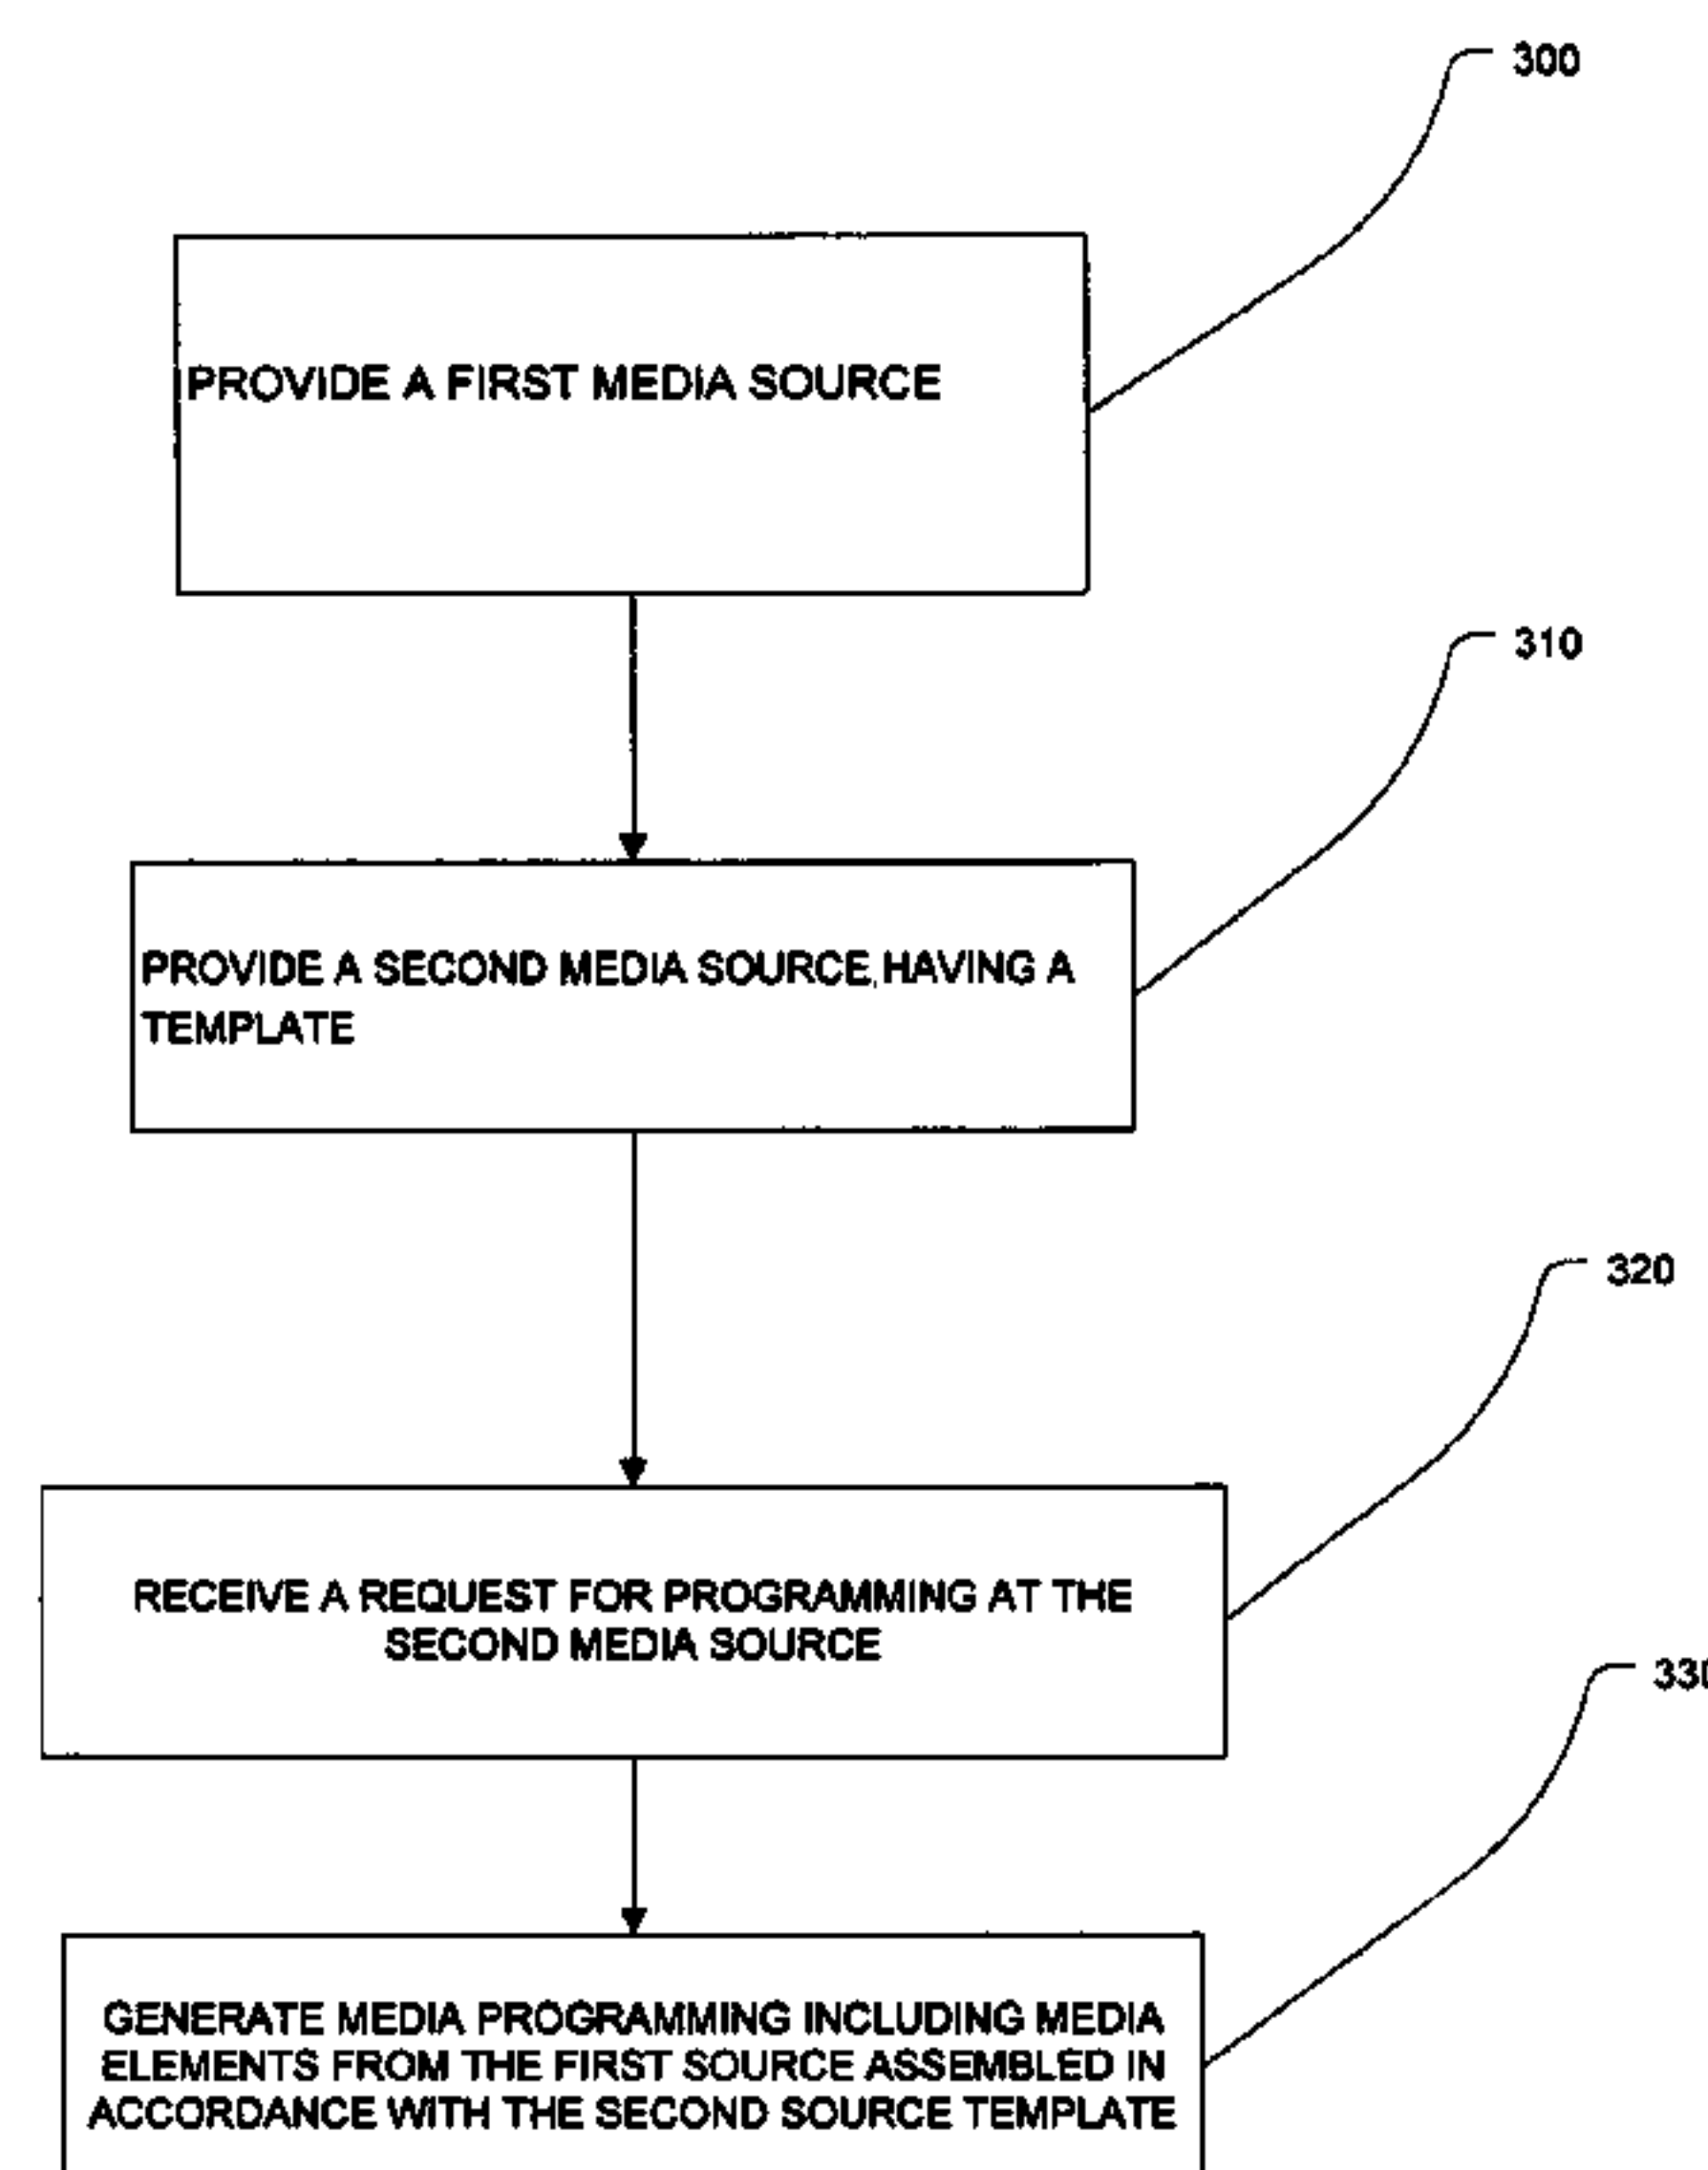 300
PROVIDE A FIRST MEDIA SOURCE
310
PROVIDE A SECOND MEDIA SOURCE, HAVING A
TEMPLATE
320
RECEIVE A REQUEST FOR PROGRAMMING AT THE
SECOND MEDIA SOURCE
330
GENERATE MEDIA PROGRAMMING INCLUDING MEDIA
ELEMENTS FROM THE FIRST SOURCE ASSEMBLED IN
ACCORDANCE WITH THE SECOND SOURCE TEMPLATE